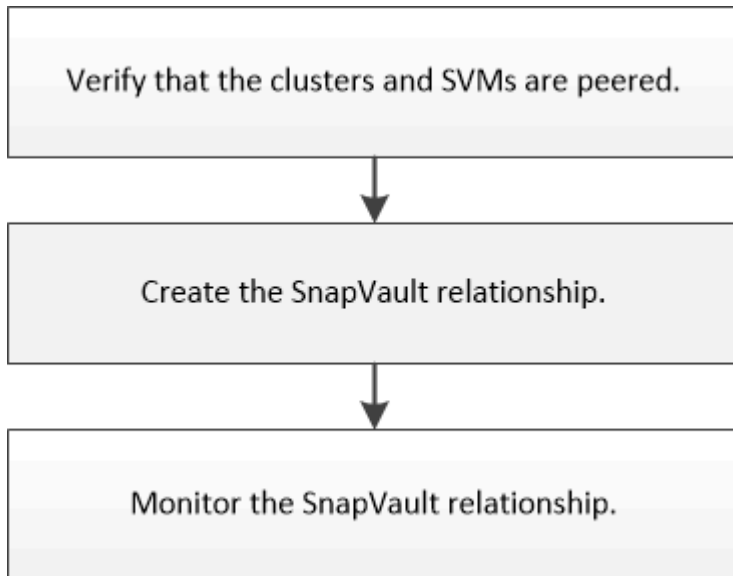 Verify that the clusters and SVMs are peered.
Create the SnapVault relationship.
Monitor the SnapVault relationship.